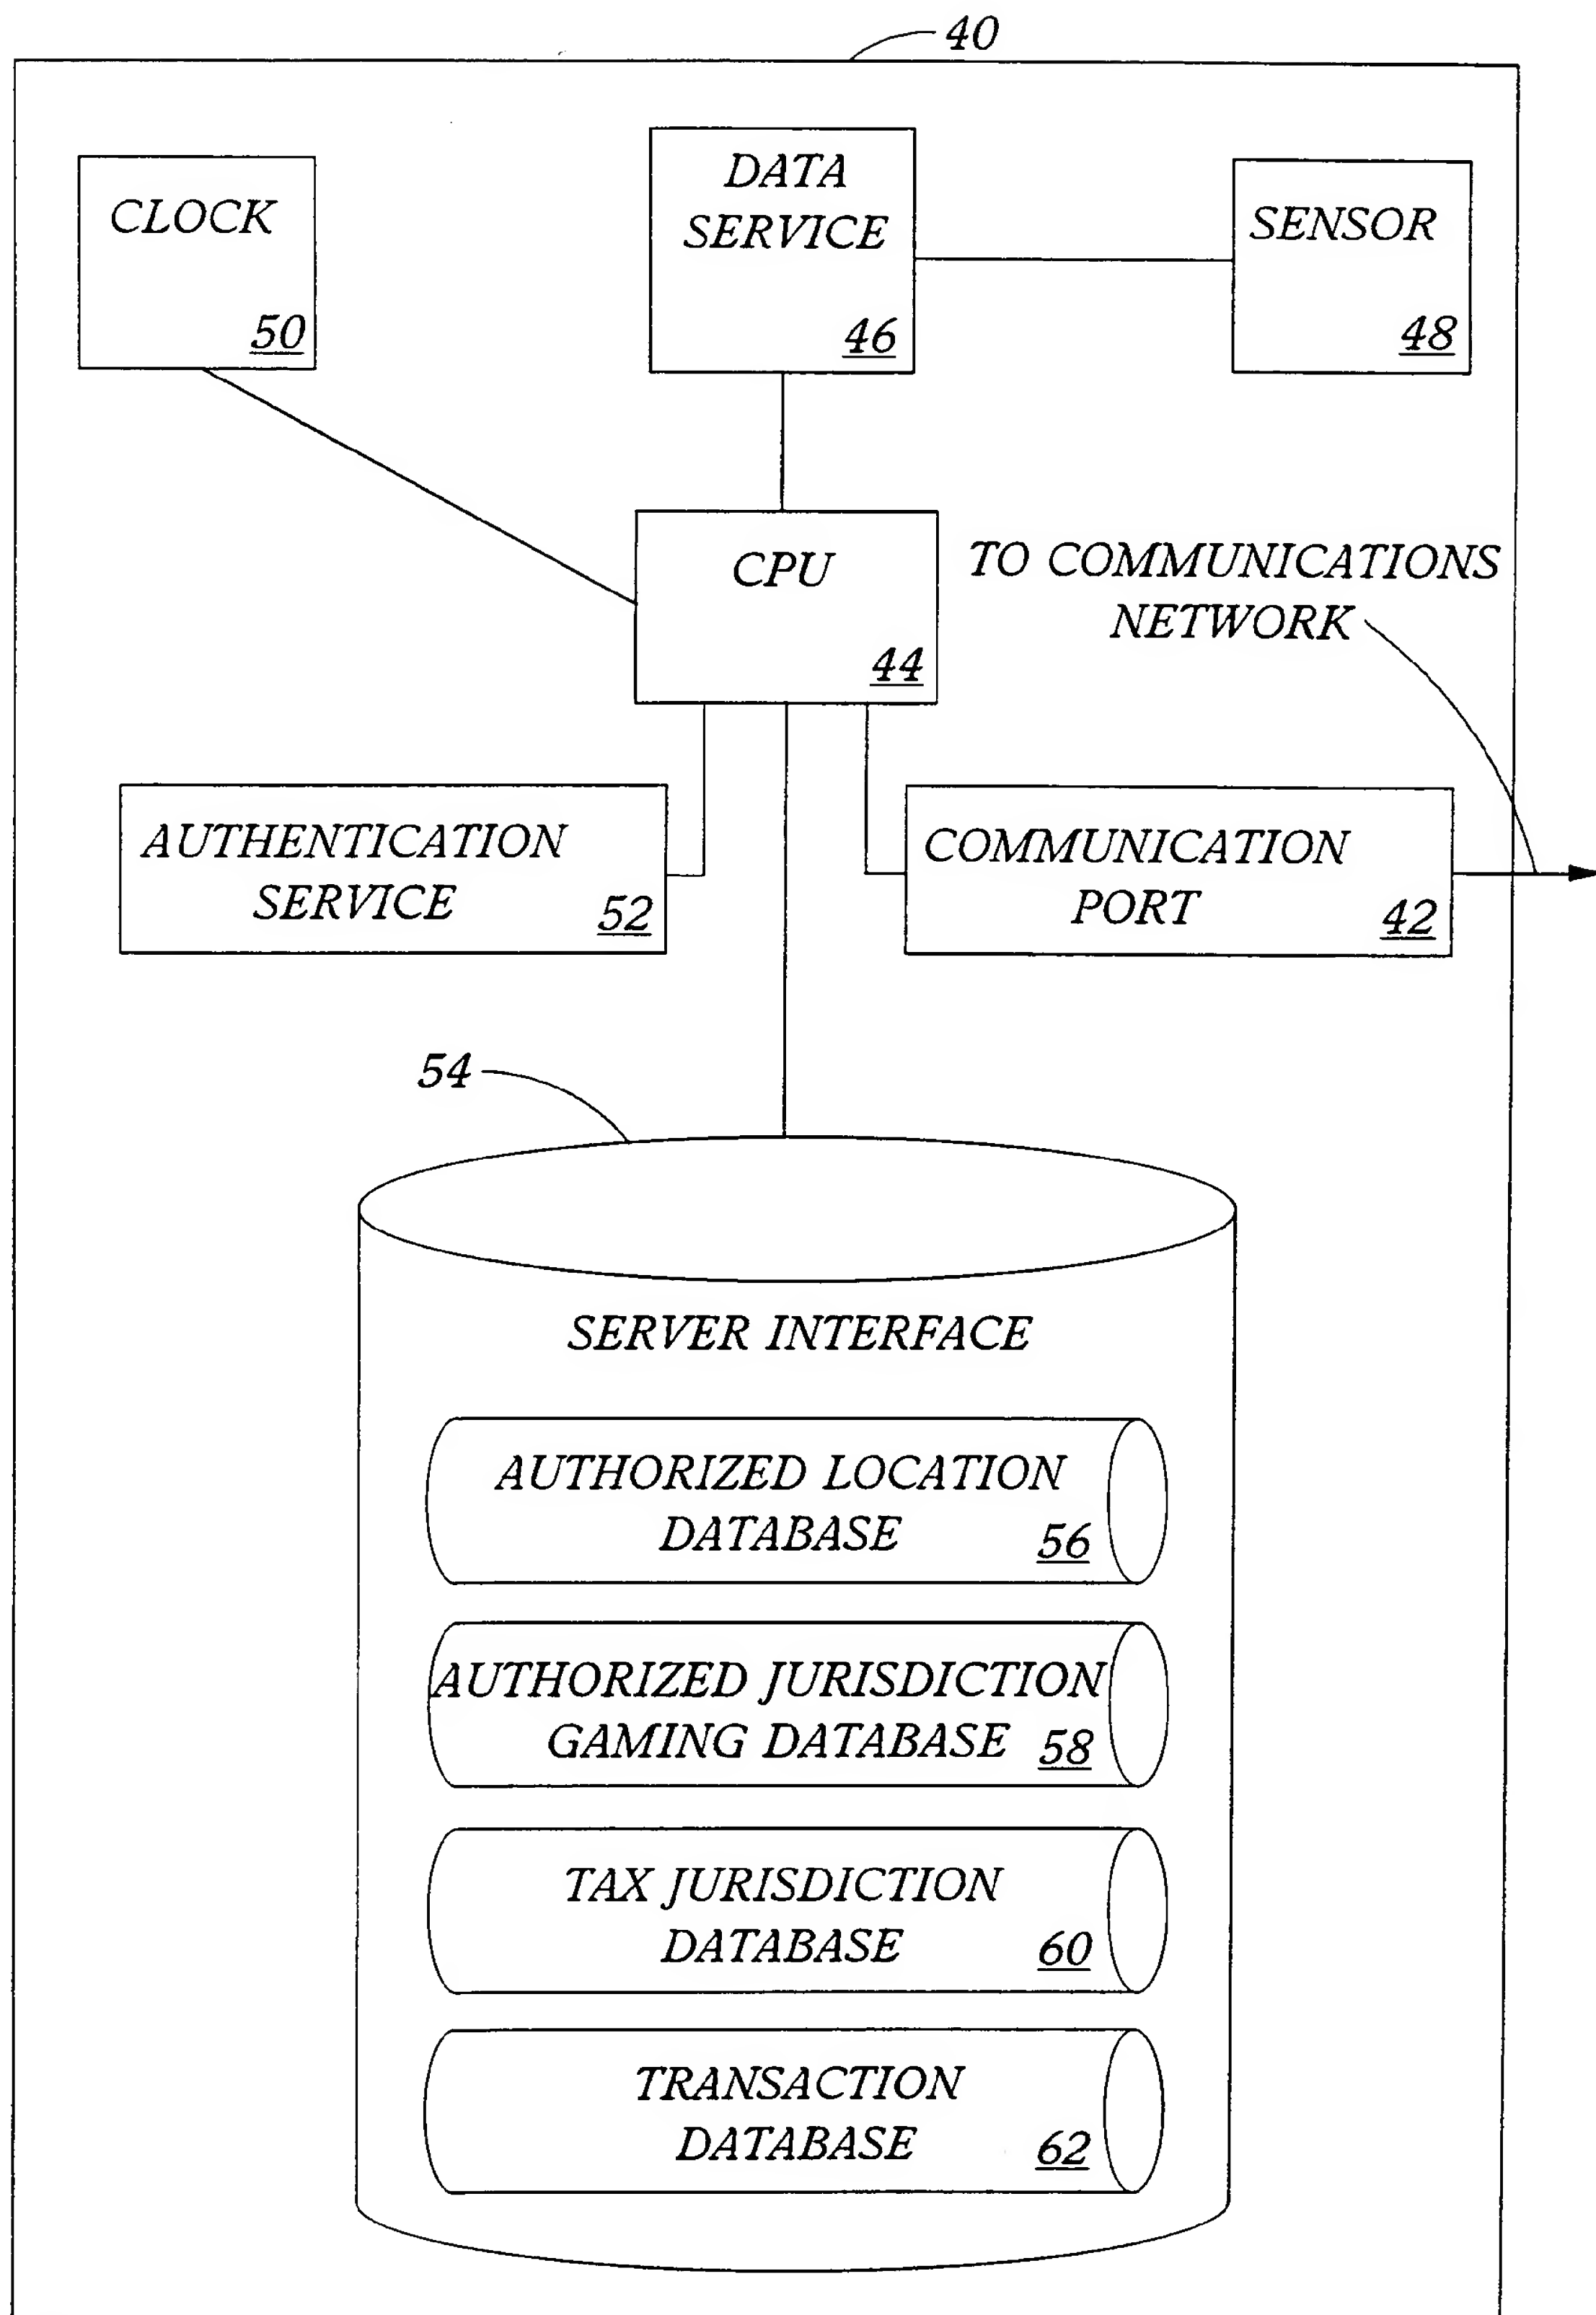 40
CLOCK
50
DATA
SERVICE
46
SENSOR
48
CPU
44
TO COMMUNICATIONS
NETWORK
AUTHENTICATION
SERVICE
52
COMMUNICATION
PORT
42
54
SERVER INTERFACE
AUTHORIZED LOCATION
DATABASE
56
AUTHORIZED JURISDICTION
GAMING DATABASE
58
TAX JURISDICTION
DATABASE
60
TRANSACTION
DATABASE
62